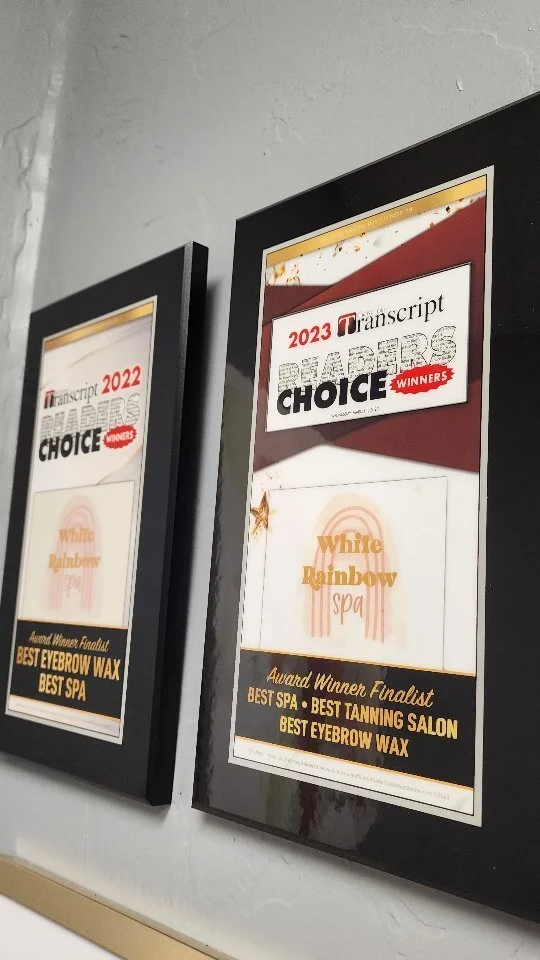 Transcript 2022
READERS
CHOICE WINNERS
White
Rainbow
spa
Award Winner Finalist
BEST EYEBROW WAX
BEST SPA
2023 Transcript
READERS
CHOICE WINNERS
White
Rainbow
spa
Award Winner Finalist
BEST SPA • BEST TANNING SALON
BEST EYEBROW WAX